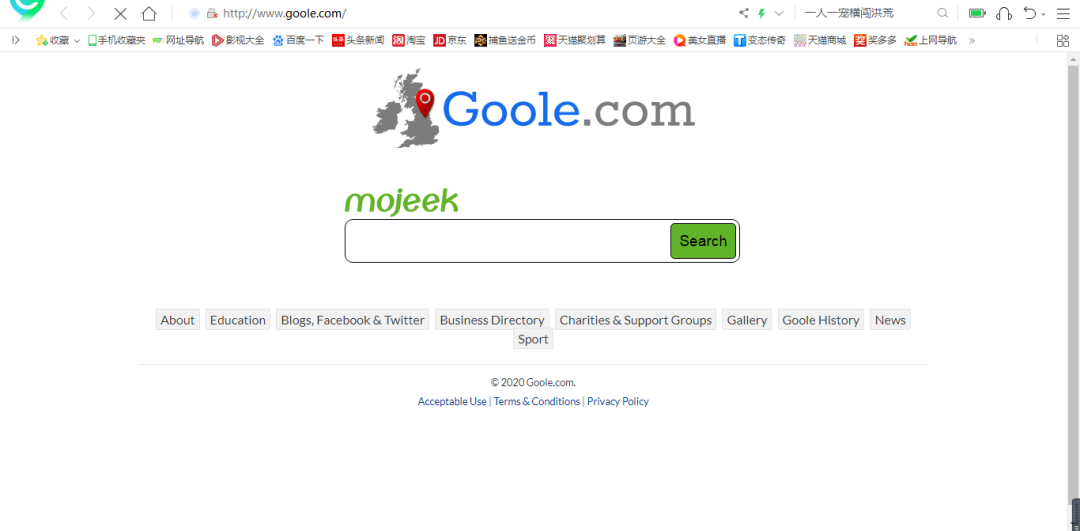 http://www.goole.com/
一人一宠横闯洪荒
收藏 手机收藏夹 网址导航 影视大全 百度一下 头条新闻 淘宝 JD 京东 捕鱼送金币 天猫聚划算 页游大全 美女直播 变态传奇 天猫商城 奖多多 上网导航 »
Goole.com
mojeek
Search
About Education Blogs, Facebook & Twitter Business Directory Charities & Support Groups Gallery Goole History News
Sport
© 2020 Goole.com.
Acceptable Use | Terms & Conditions | Privacy Policy